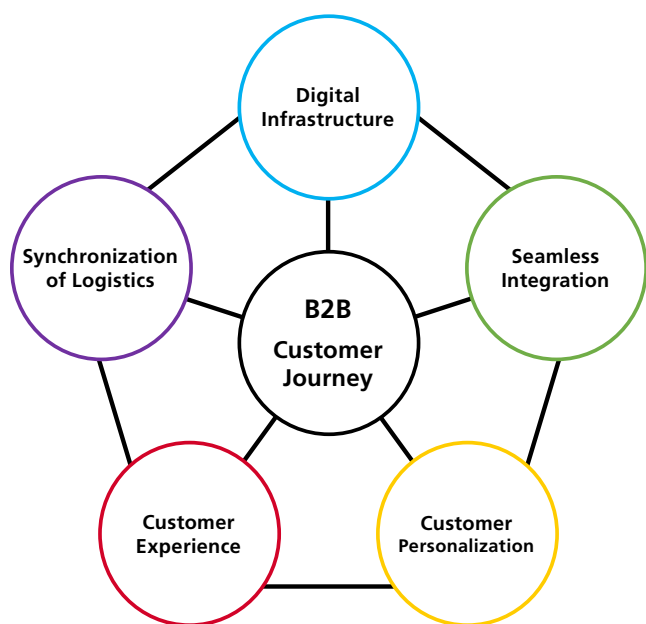 Digital
Infrastructure
Synchronization
of Logistics
Seamless
Integration
B2B
Customer
Journey
Customer
Experience
Customer
Personalization